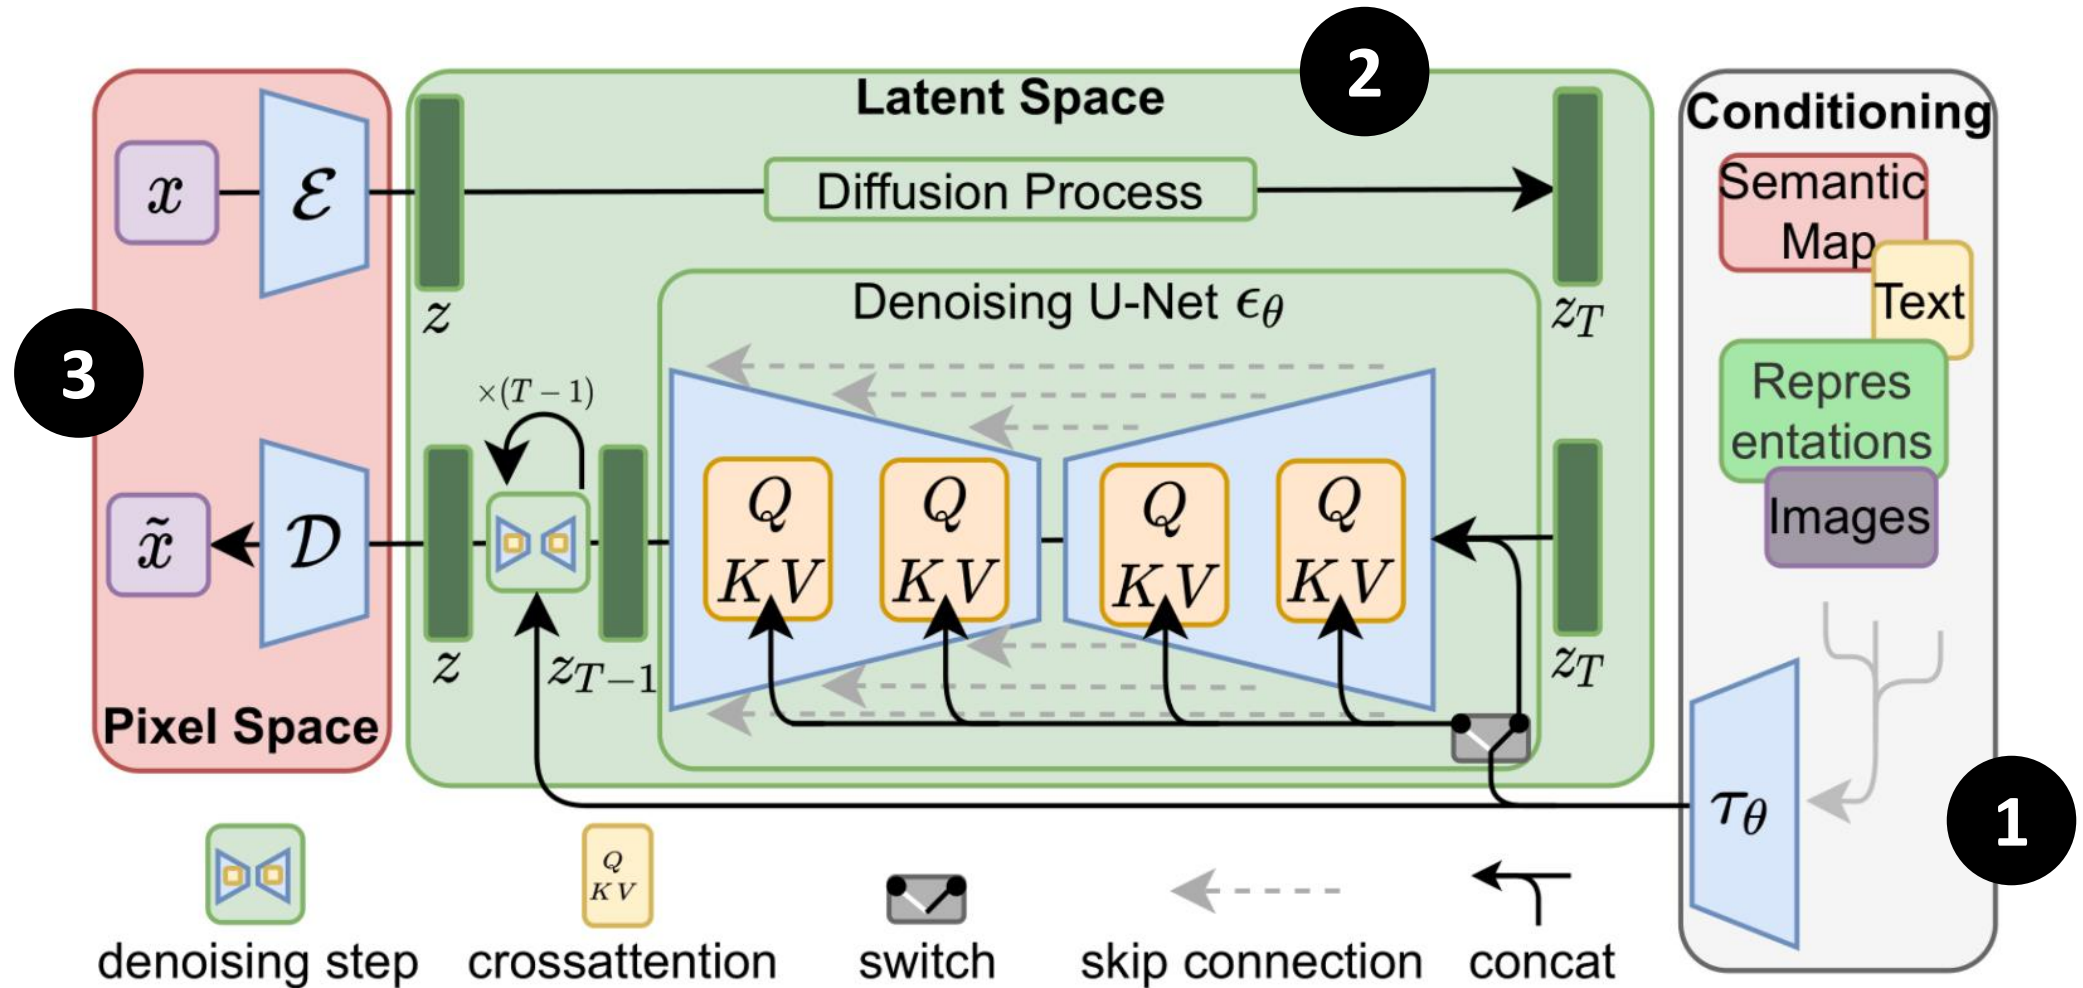 2
Latent Space
Conditioning
x
ℰ
Diffusion Process
Semantic
Map
z
z_T
Text
Denoising U-Net ϵ_θ
3
×(T − 1)
Repres
entations
Images
x̃
𝒟
Q
KV
Q
KV
Q
KV
Q
KV
z
z_{T−1}
z_T
Pixel Space
τ_θ
1
Q
KV
denoising step
crossattention
switch
skip connection
concat